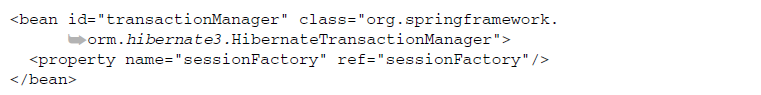 <bean id="transactionManager" class="org.springframework.
➥orm.hibernate3.HibernateTransactionManager">
<property name="sessionFactory" ref="sessionFactory"/>
</bean>